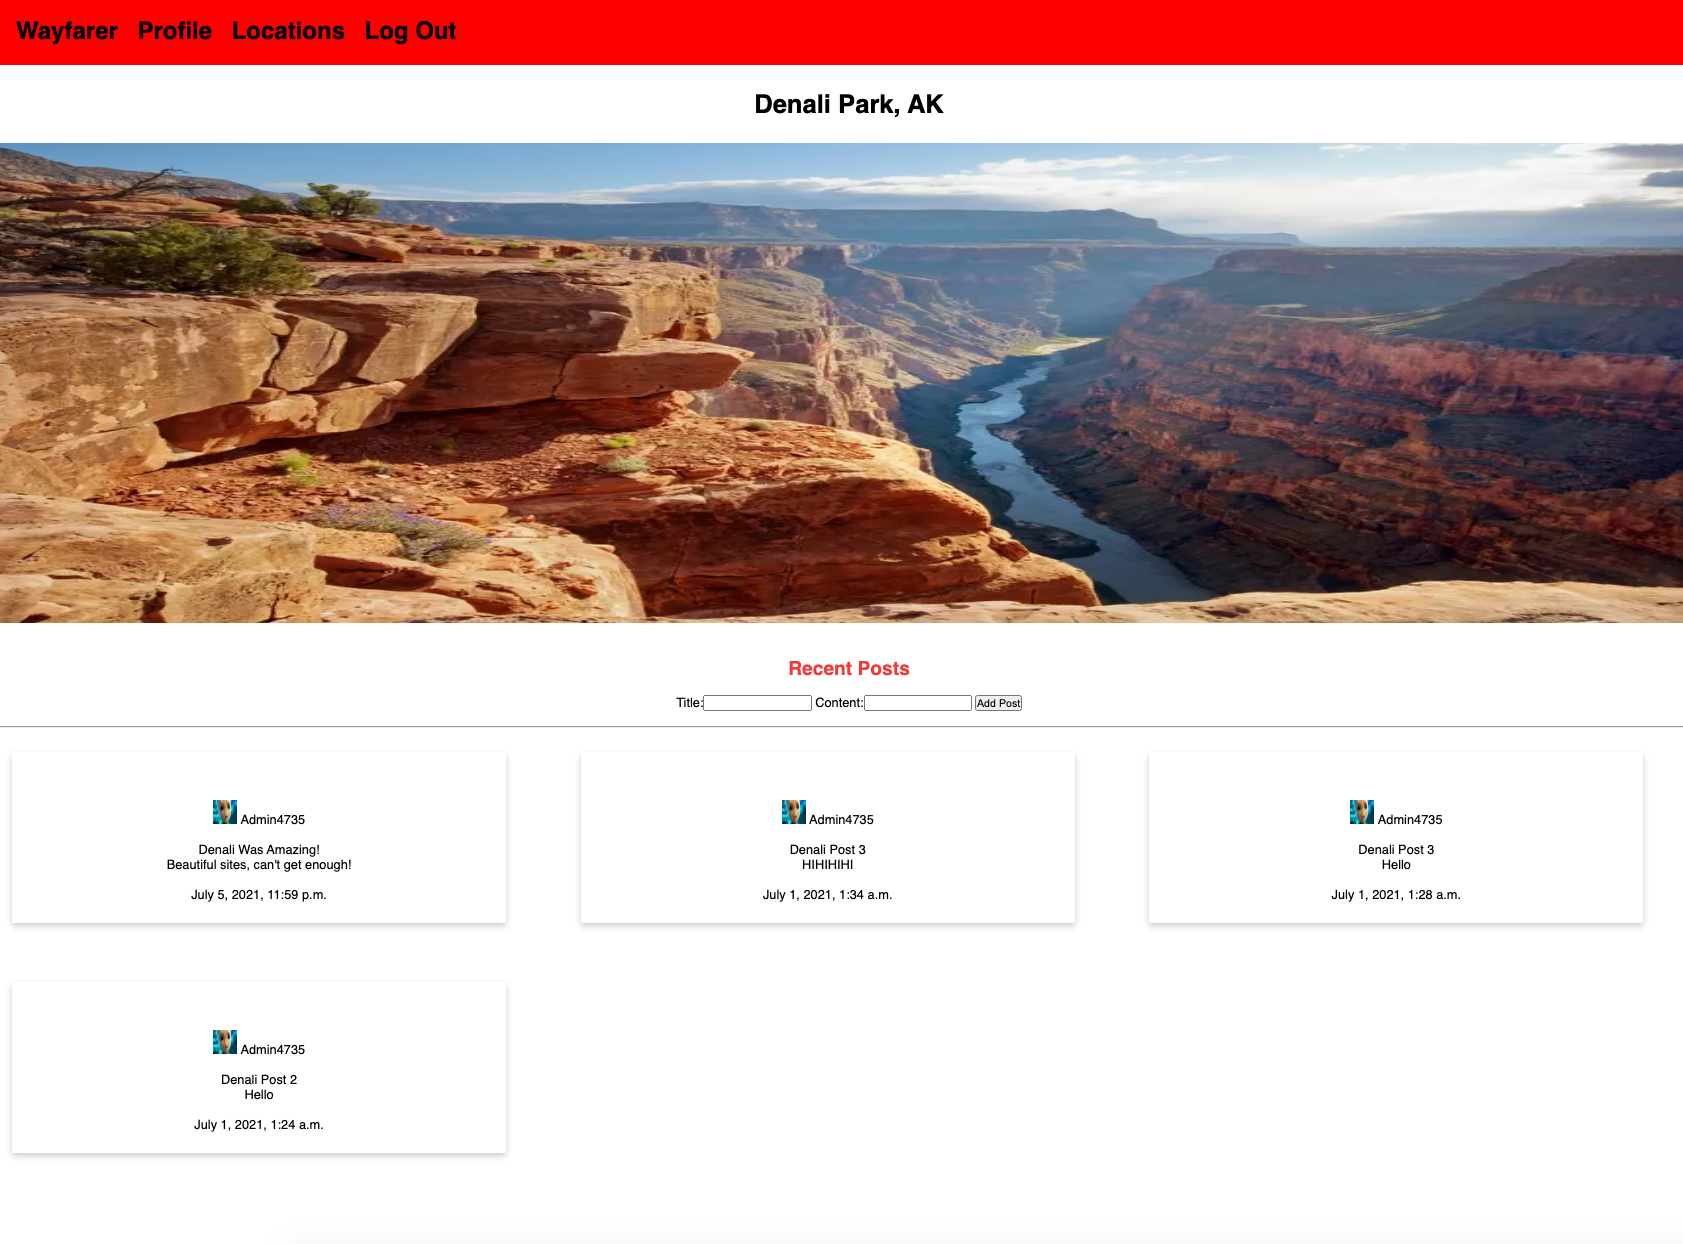 Wayfarer Profile Locations Log Out
Denali Park, AK
Recent Posts
Title: Content: Add Post
Admin4735
Denali Was Amazing!
Beautiful sites, can't get enough!
July 5, 2021, 11:59 p.m.
Admin4735
Denali Post 3
HIHIHIHI
July 1, 2021, 1:34 a.m.
Admin4735
Denali Post 3
Hello
July 1, 2021, 1:28 a.m.
Admin4735
Denali Post 2
Hello
July 1, 2021, 1:24 a.m.